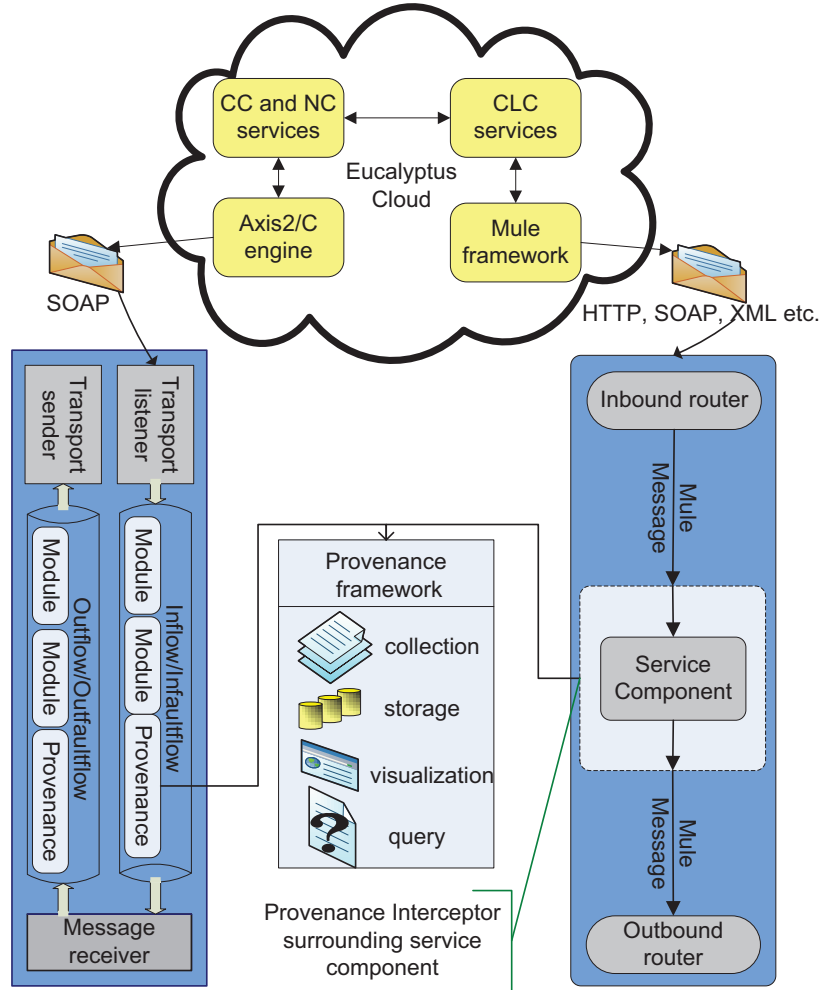 CC and NC
services
CLC
services
Eucalyptus
Cloud
Axis2/C
engine
Mule
framework
SOAP
HTTP, SOAP, XML etc.
Transport
sender
Transport
listener
Module
Module
Provenance
Outflow/Outfaultflow
Module
Module
Provenance
Inflow/Infaultflow
Message
receiver
Provenance
framework
collection
storage
visualization
query
?
Provenance Interceptor
surrounding service
component
Inbound router
Mule
Message
Service
Component
Mule
Message
Outbound
router